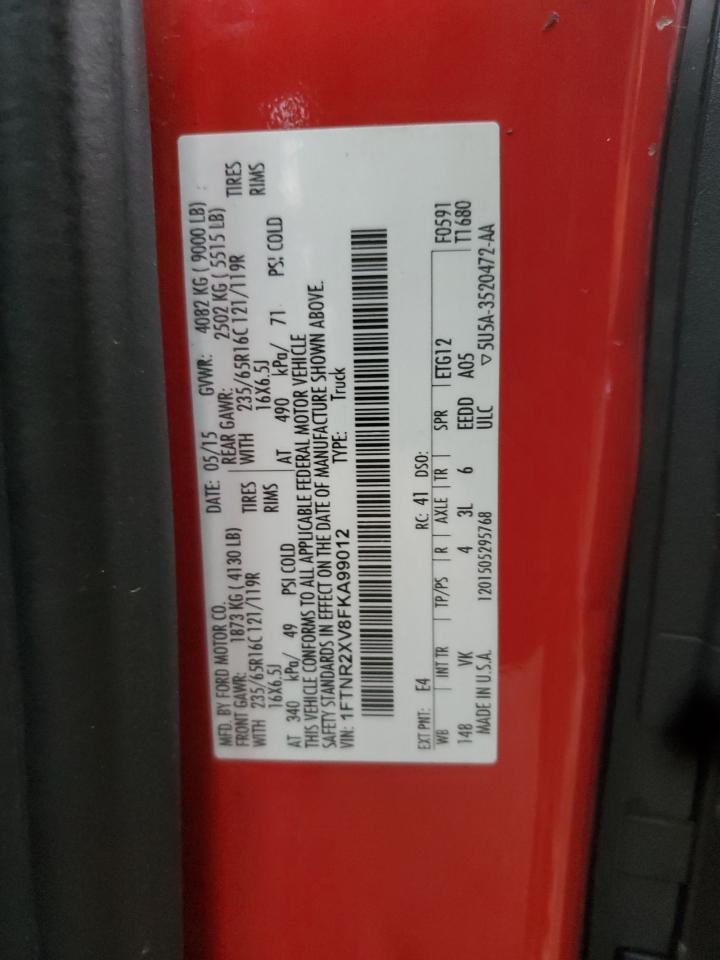 MFD. BY FORD MOTOR CO. DATE: 05/15 GVWR: 4082 KG ( 9000 LB)
FRONT GAWR: 1873 KG ( 4130 LB) REAR GAWR: 2502 KG ( 5515 LB)
WITH 235/65R16C 121/119R TIRES WITH 235/65R16C 121/119R TIRES
16X6.5J RIMS 16X6.5J RIMS
AT 340 kPa/ 49 PSI COLD AT 490 kPa/ 71 PSI COLD
THIS VEHICLE CONFORMS TO ALL APPLICABLE FEDERAL MOTOR VEHICLE
SAFETY STANDARDS IN EFFECT ON THE DATE OF MANUFACTURE SHOWN ABOVE.
VIN: 1FTNR2XV8FKA99012 TYPE: Truck
EXT PNT: E4 RC: 41 DSO: F0591
WB INT TR TP/PS R AXLE TR SPR ETG12 T1680
148 VK 4 3L 6 EEDD A05
MADE IN U.S.A. 1201505295768 ULC ▽5U5A-3520472-AA